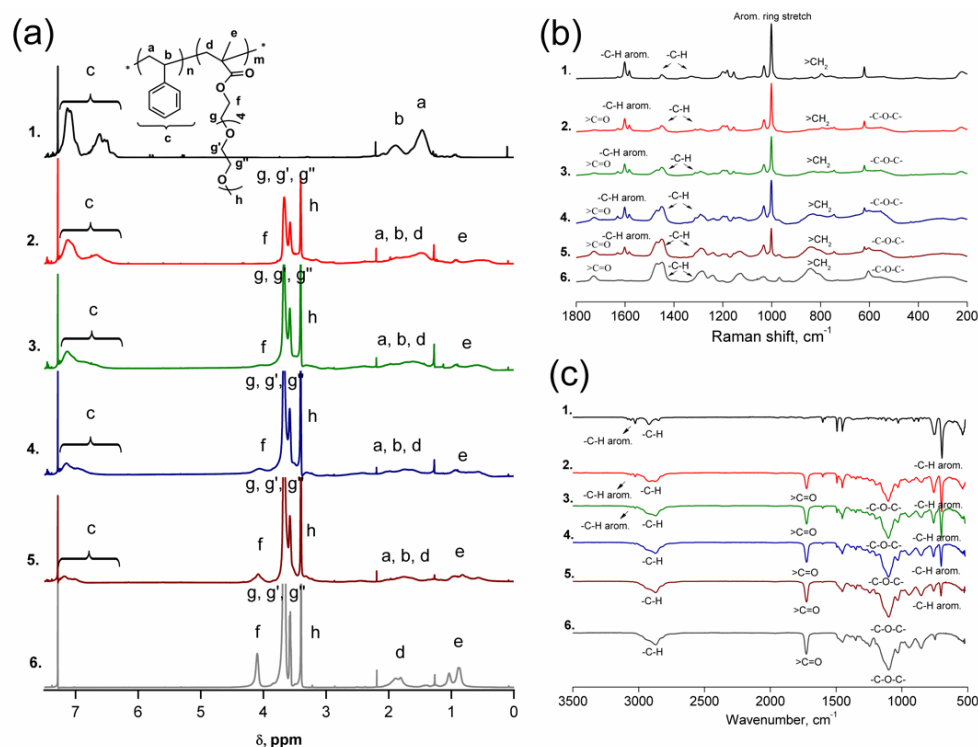 (a)
a
b
n
d
e
m
*
*
O
O
f
g
4
O
g'
g''
O
h
c
c
1.
b
a
2.
c
f
g, g', g''
h
a, b, d
e
3.
c
f
g, g', g''
h
a, b, d
e
4.
c
f
g, g', g''
h
a, b, d
e
5.
c
f
g, g', g''
h
a, b, d
e
6.
f
g, g', g''
h
d
e
7 6 5 4 3 2 1 0
δ, ppm
(b)
Arom. ring stretch
1.
-C-H arom.
-C-H
>CH2
2.
>C=O
-C-H arom.
-C-H
>CH2
-C-O-C-
3.
>C=O
-C-H arom.
-C-H
>CH2
-C-O-C-
4.
>C=O
-C-H arom.
-C-H
>CH2
-C-O-C-
5.
>C=O
-C-H arom.
-C-H
>CH2
-C-O-C-
6.
>C=O
-C-H
>CH2
-C-O-C-
1800 1600 1400 1200 1000 800 600 400 200
Raman shift, cm-1
(c)
1.
-C-H arom.
-C-H
-C-H arom.
2.
-C-H arom.
-C-H
>C=O
-C-O-C-
-C-H arom.
3.
-C-H arom.
-C-H
>C=O
-C-O-C-
-C-H arom.
4.
-C-H
>C=O
-C-O-C-
-C-H arom.
5.
-C-H
>C=O
-C-O-C-
-C-H arom.
6.
-C-H
>C=O
-C-O-C-
3500 3000 2500 2000 1500 1000 500
Wavenumber, cm-1